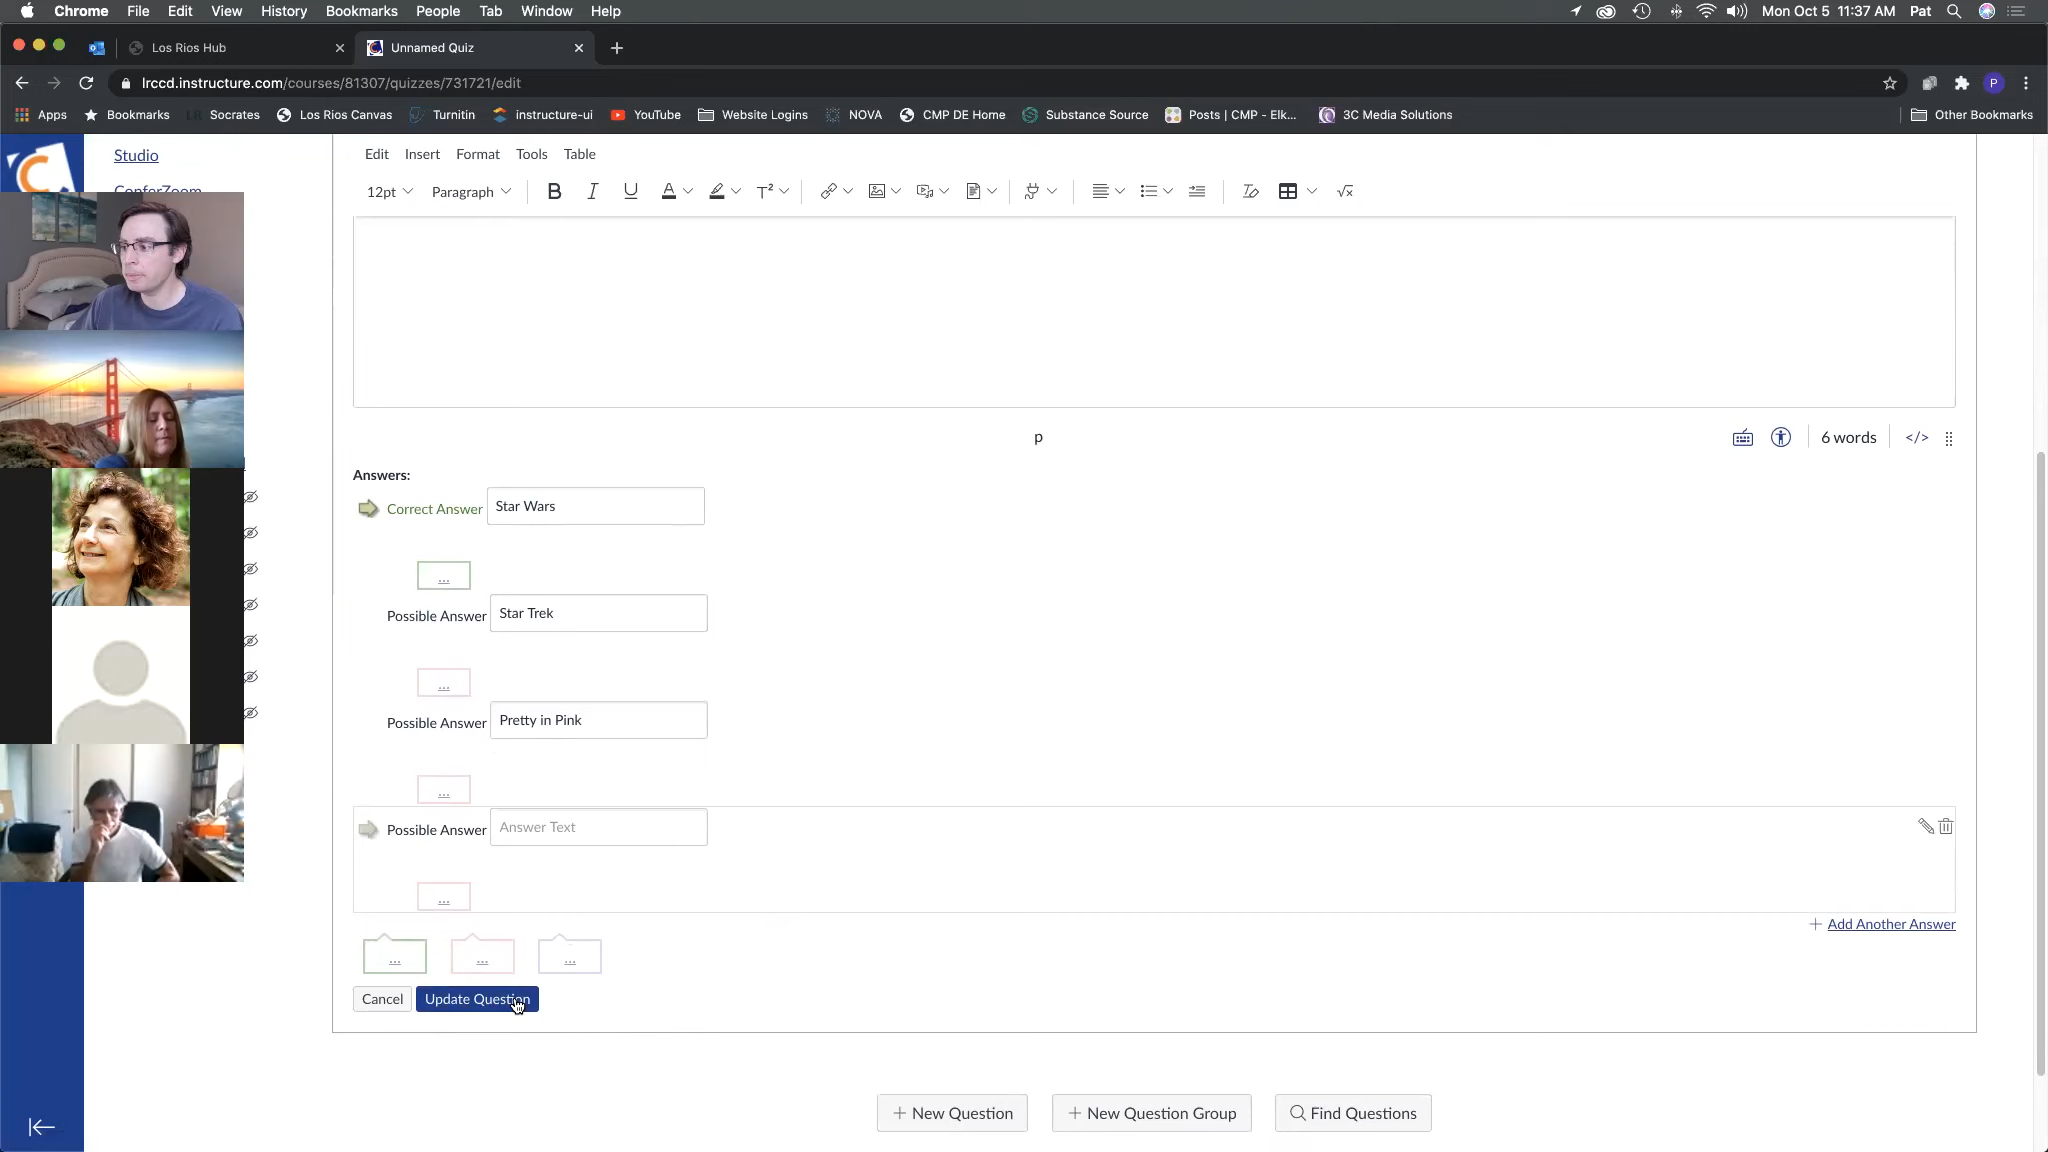 Chrome File Edit View History Bookmarks People Tab Window Help Mon Oct 5 11:37 AM Pat
Los Rios Hub Unnamed Quiz
lrccd.instructure.com/courses/81307/quizzes/731721/edit P
Apps Bookmarks LR Socrates Los Rios Canvas Turnitin instructure-ui YouTube Website Logins NOVA CMP DE Home Substance Source Posts | CMP - Elk... 3C Media Solutions Other Bookmarks
Studio
ConferZoom
Edit Insert Format Tools Table
12pt Paragraph B I U A T²
p 6 words </>
Answers:
Correct Answer Star Wars
...
Possible Answer Star Trek
...
Possible Answer Pretty in Pink
...
Possible Answer Answer Text
...
+ Add Another Answer
... ... ...
Cancel Update Question
+ New Question + New Question Group Find Questions